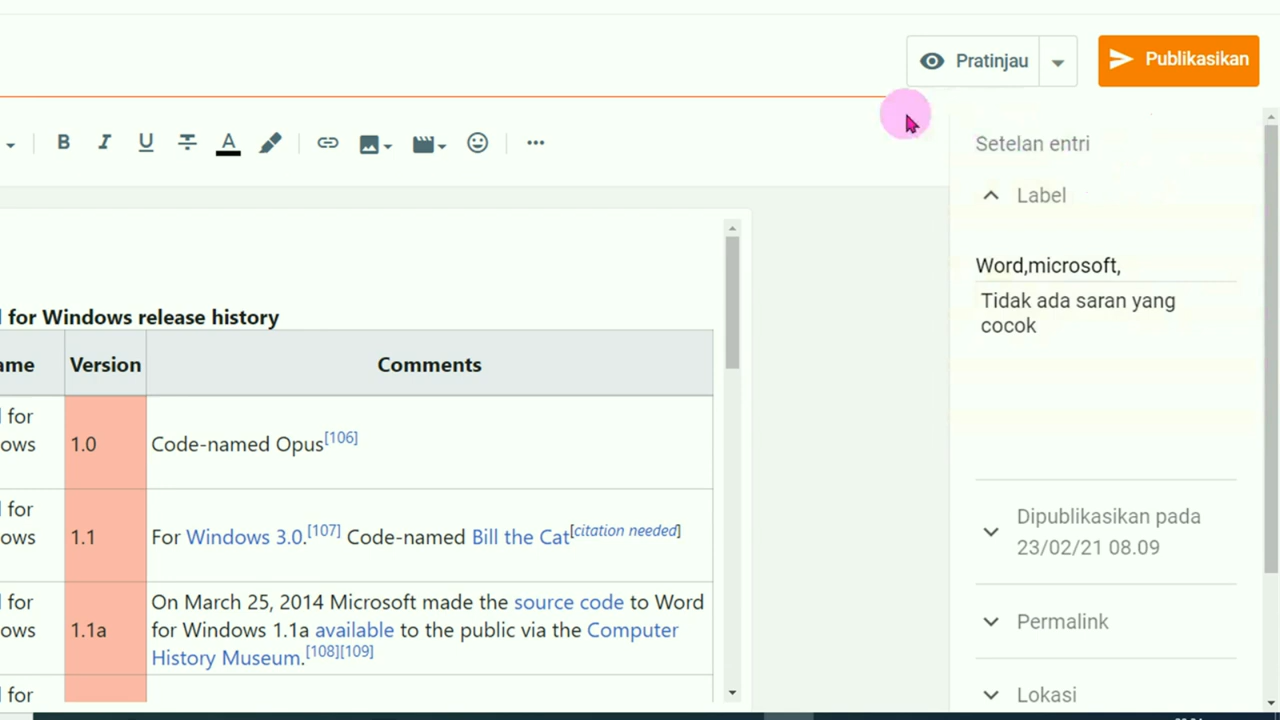 Pratinjau
Publikasikan
B I U A
Setelan entri
Label
Word,microsoft,
Tidak ada saran yang
cocok
for Windows release history
ame Version Comments
for
ows
1.0
Code-named Opus[106]
for
ows
1.1
For Windows 3.0.[107] Code-named Bill the Cat[citation needed]
for
ows
1.1a
On March 25, 2014 Microsoft made the source code to Word
for Windows 1.1a available to the public via the Computer
History Museum.[108][109]
for
Dipublikasikan pada
23/02/21 08.09
Permalink
Lokasi